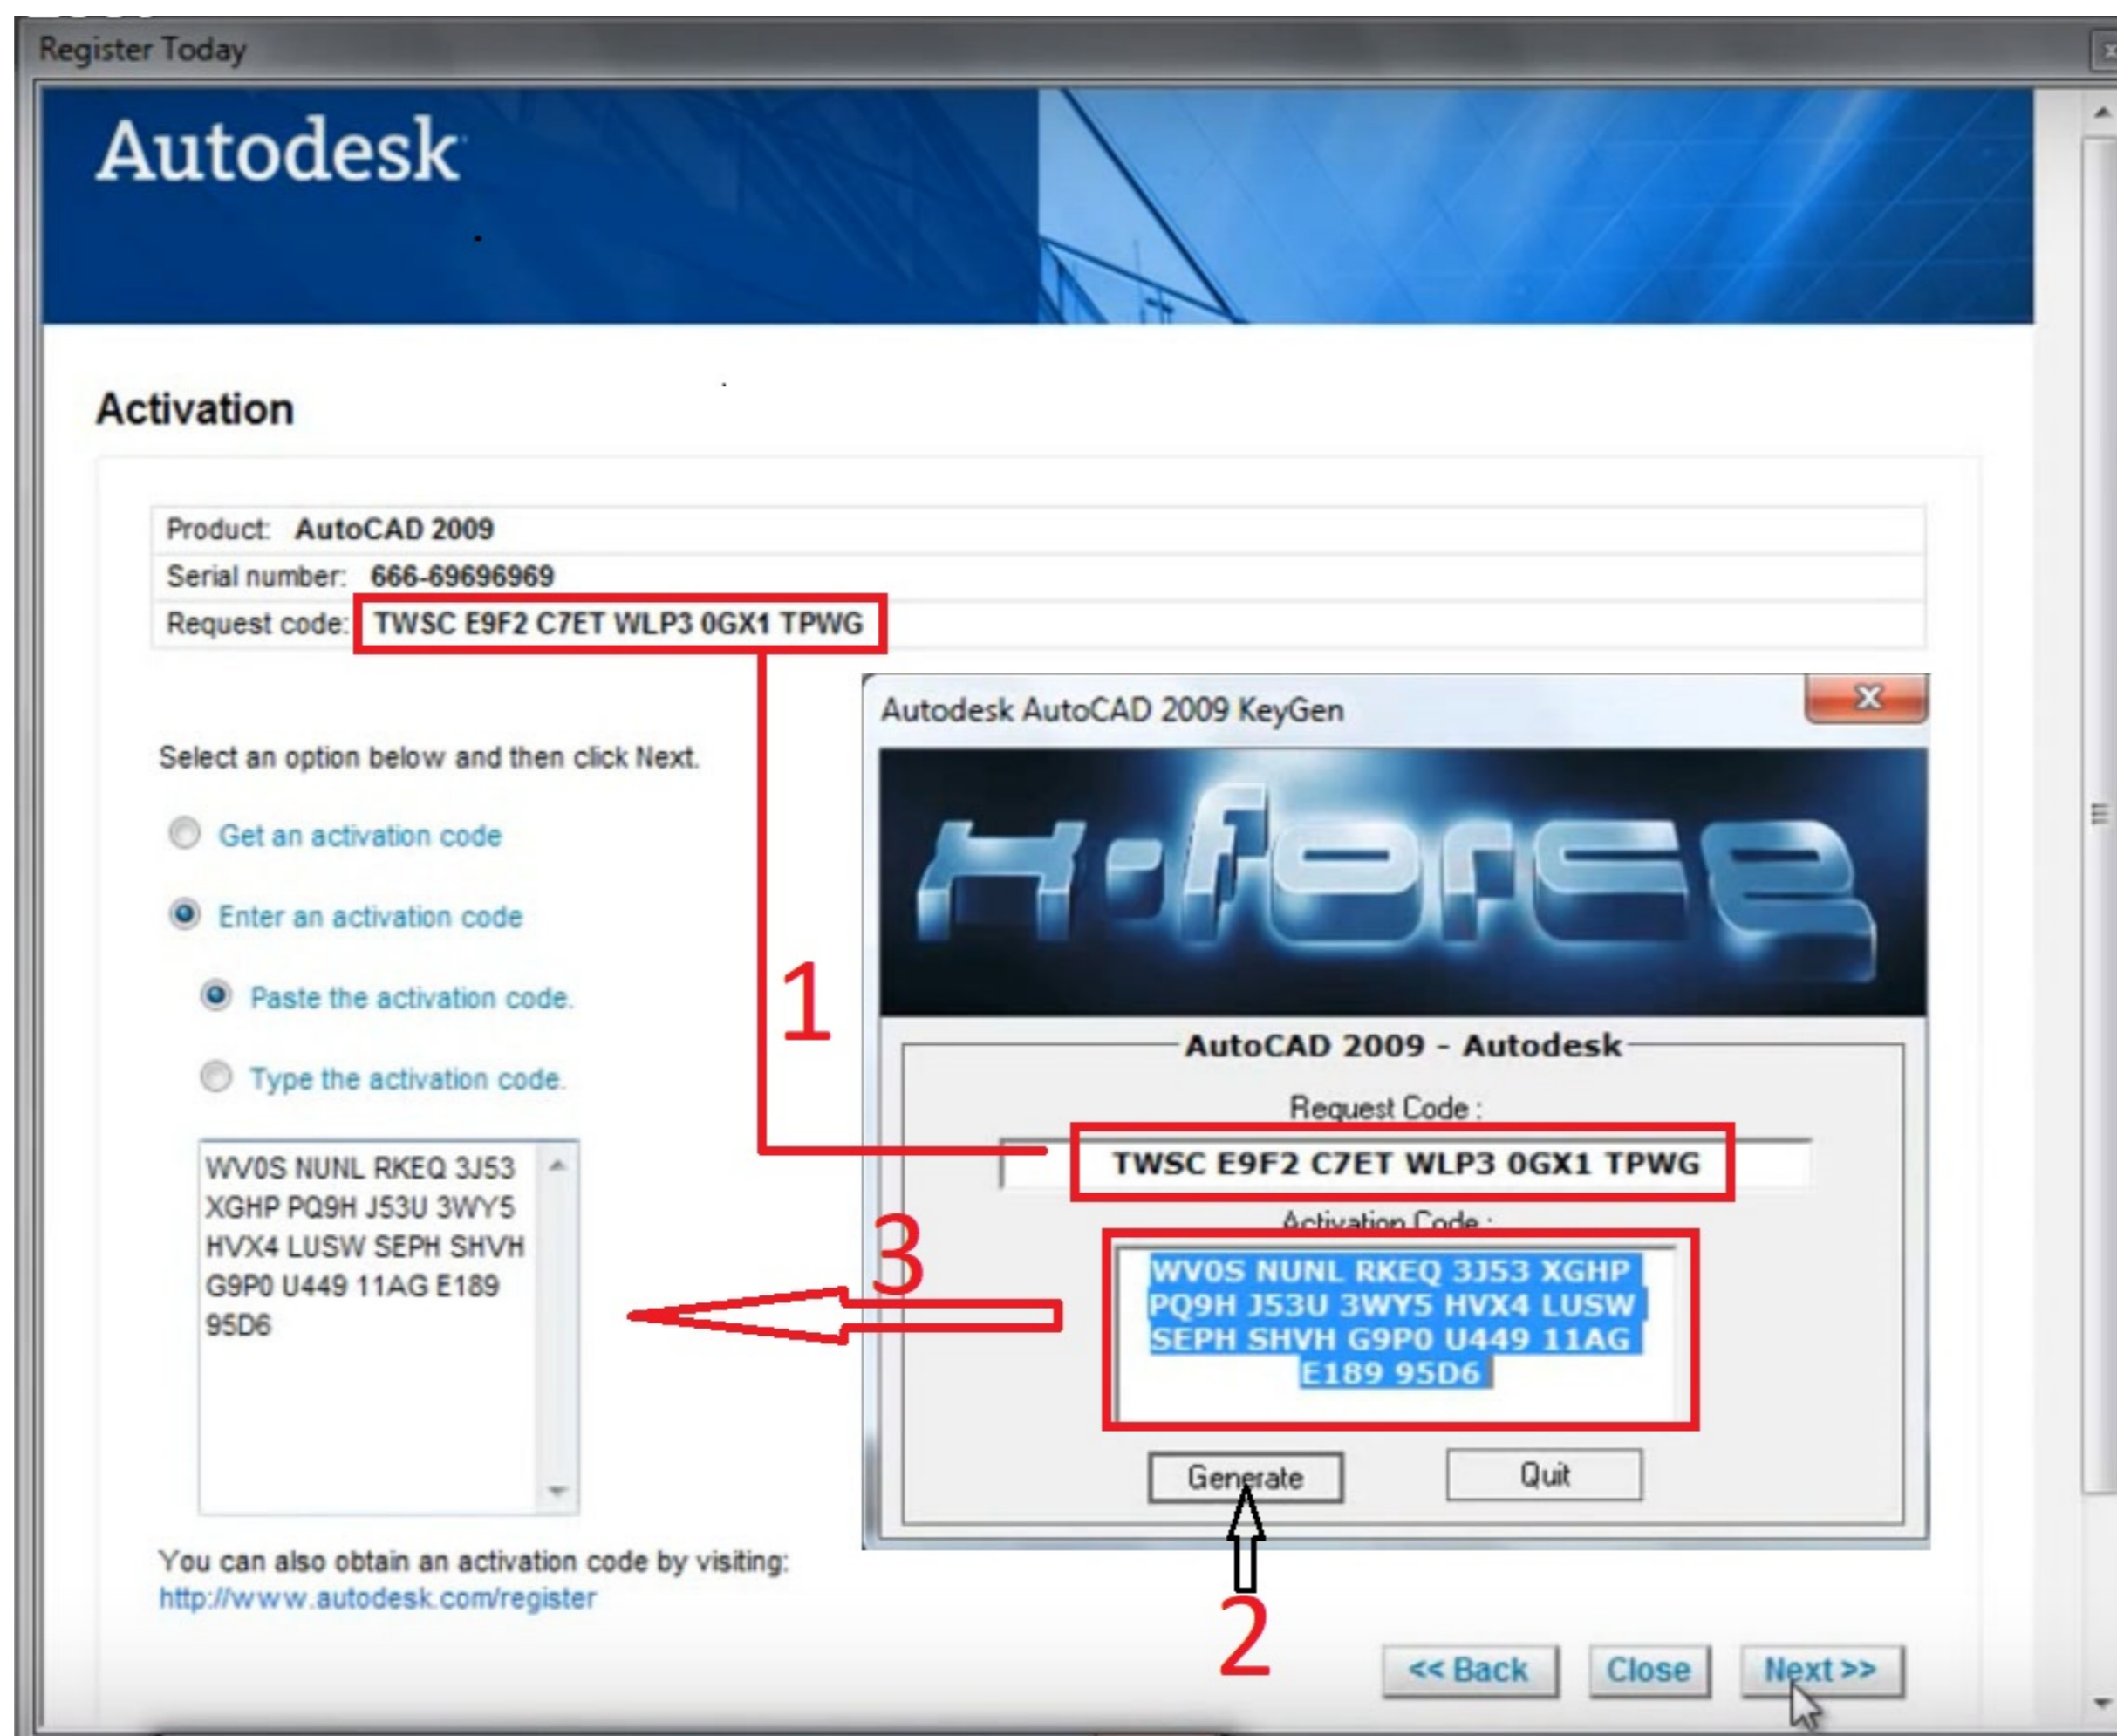 Register Today
Autodesk
Activation
Product: AutoCAD 2009
Serial number: 666-69696969
Request code: TWSC E9F2 C7ET WLP3 0GX1 TPWG
Select an option below and then click Next.
Get an activation code
Enter an activation code
Paste the activation code.
Type the activation code.
WV0S NUNL RKEQ 3J53
XGHP PQ9H J53U 3WY5
HVX4 LUSW SEPH SHVH
G9P0 U449 11AG E189
95D6
You can also obtain an activation code by visiting:
http://www.autodesk.com/register
1
Autodesk AutoCAD 2009 KeyGen
X-force
AutoCAD 2009 - Autodesk
Request Code :
TWSC E9F2 C7ET WLP3 0GX1 TPWG
Activation Code :
WV0S NUNL RKEQ 3J53 XGHP
PQ9H J53U 3WY5 HVX4 LUSW
SEPH SHVH G9P0 U449 11AG
E189 95D6
3
Generate
Quit
2
<< Back
Close
Next >>